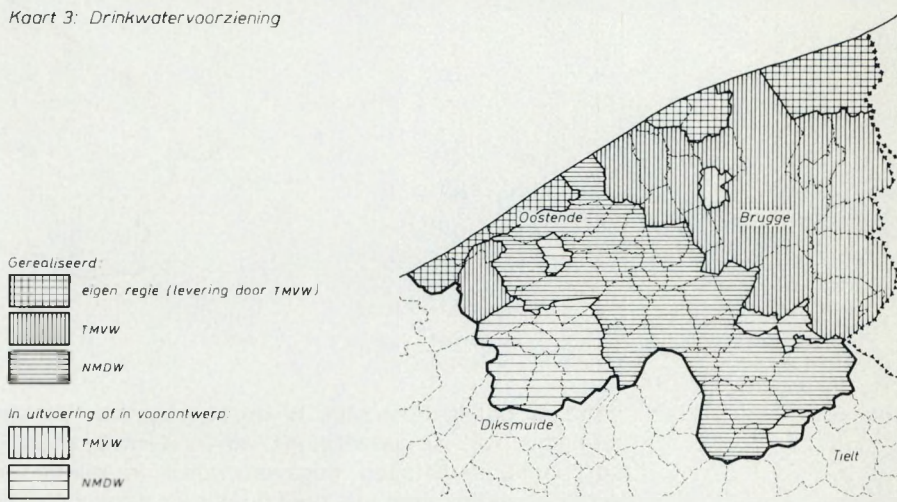 Kaart 3: Drinkwatervoorziening
Oostende
Brugge
Gerealiseerd:
eigen regie (levering door TMVW)
TMVW
NMDW
In uitvoering of in voorontwerp:
TMVW
NMDW
Diksmuide
Tielt